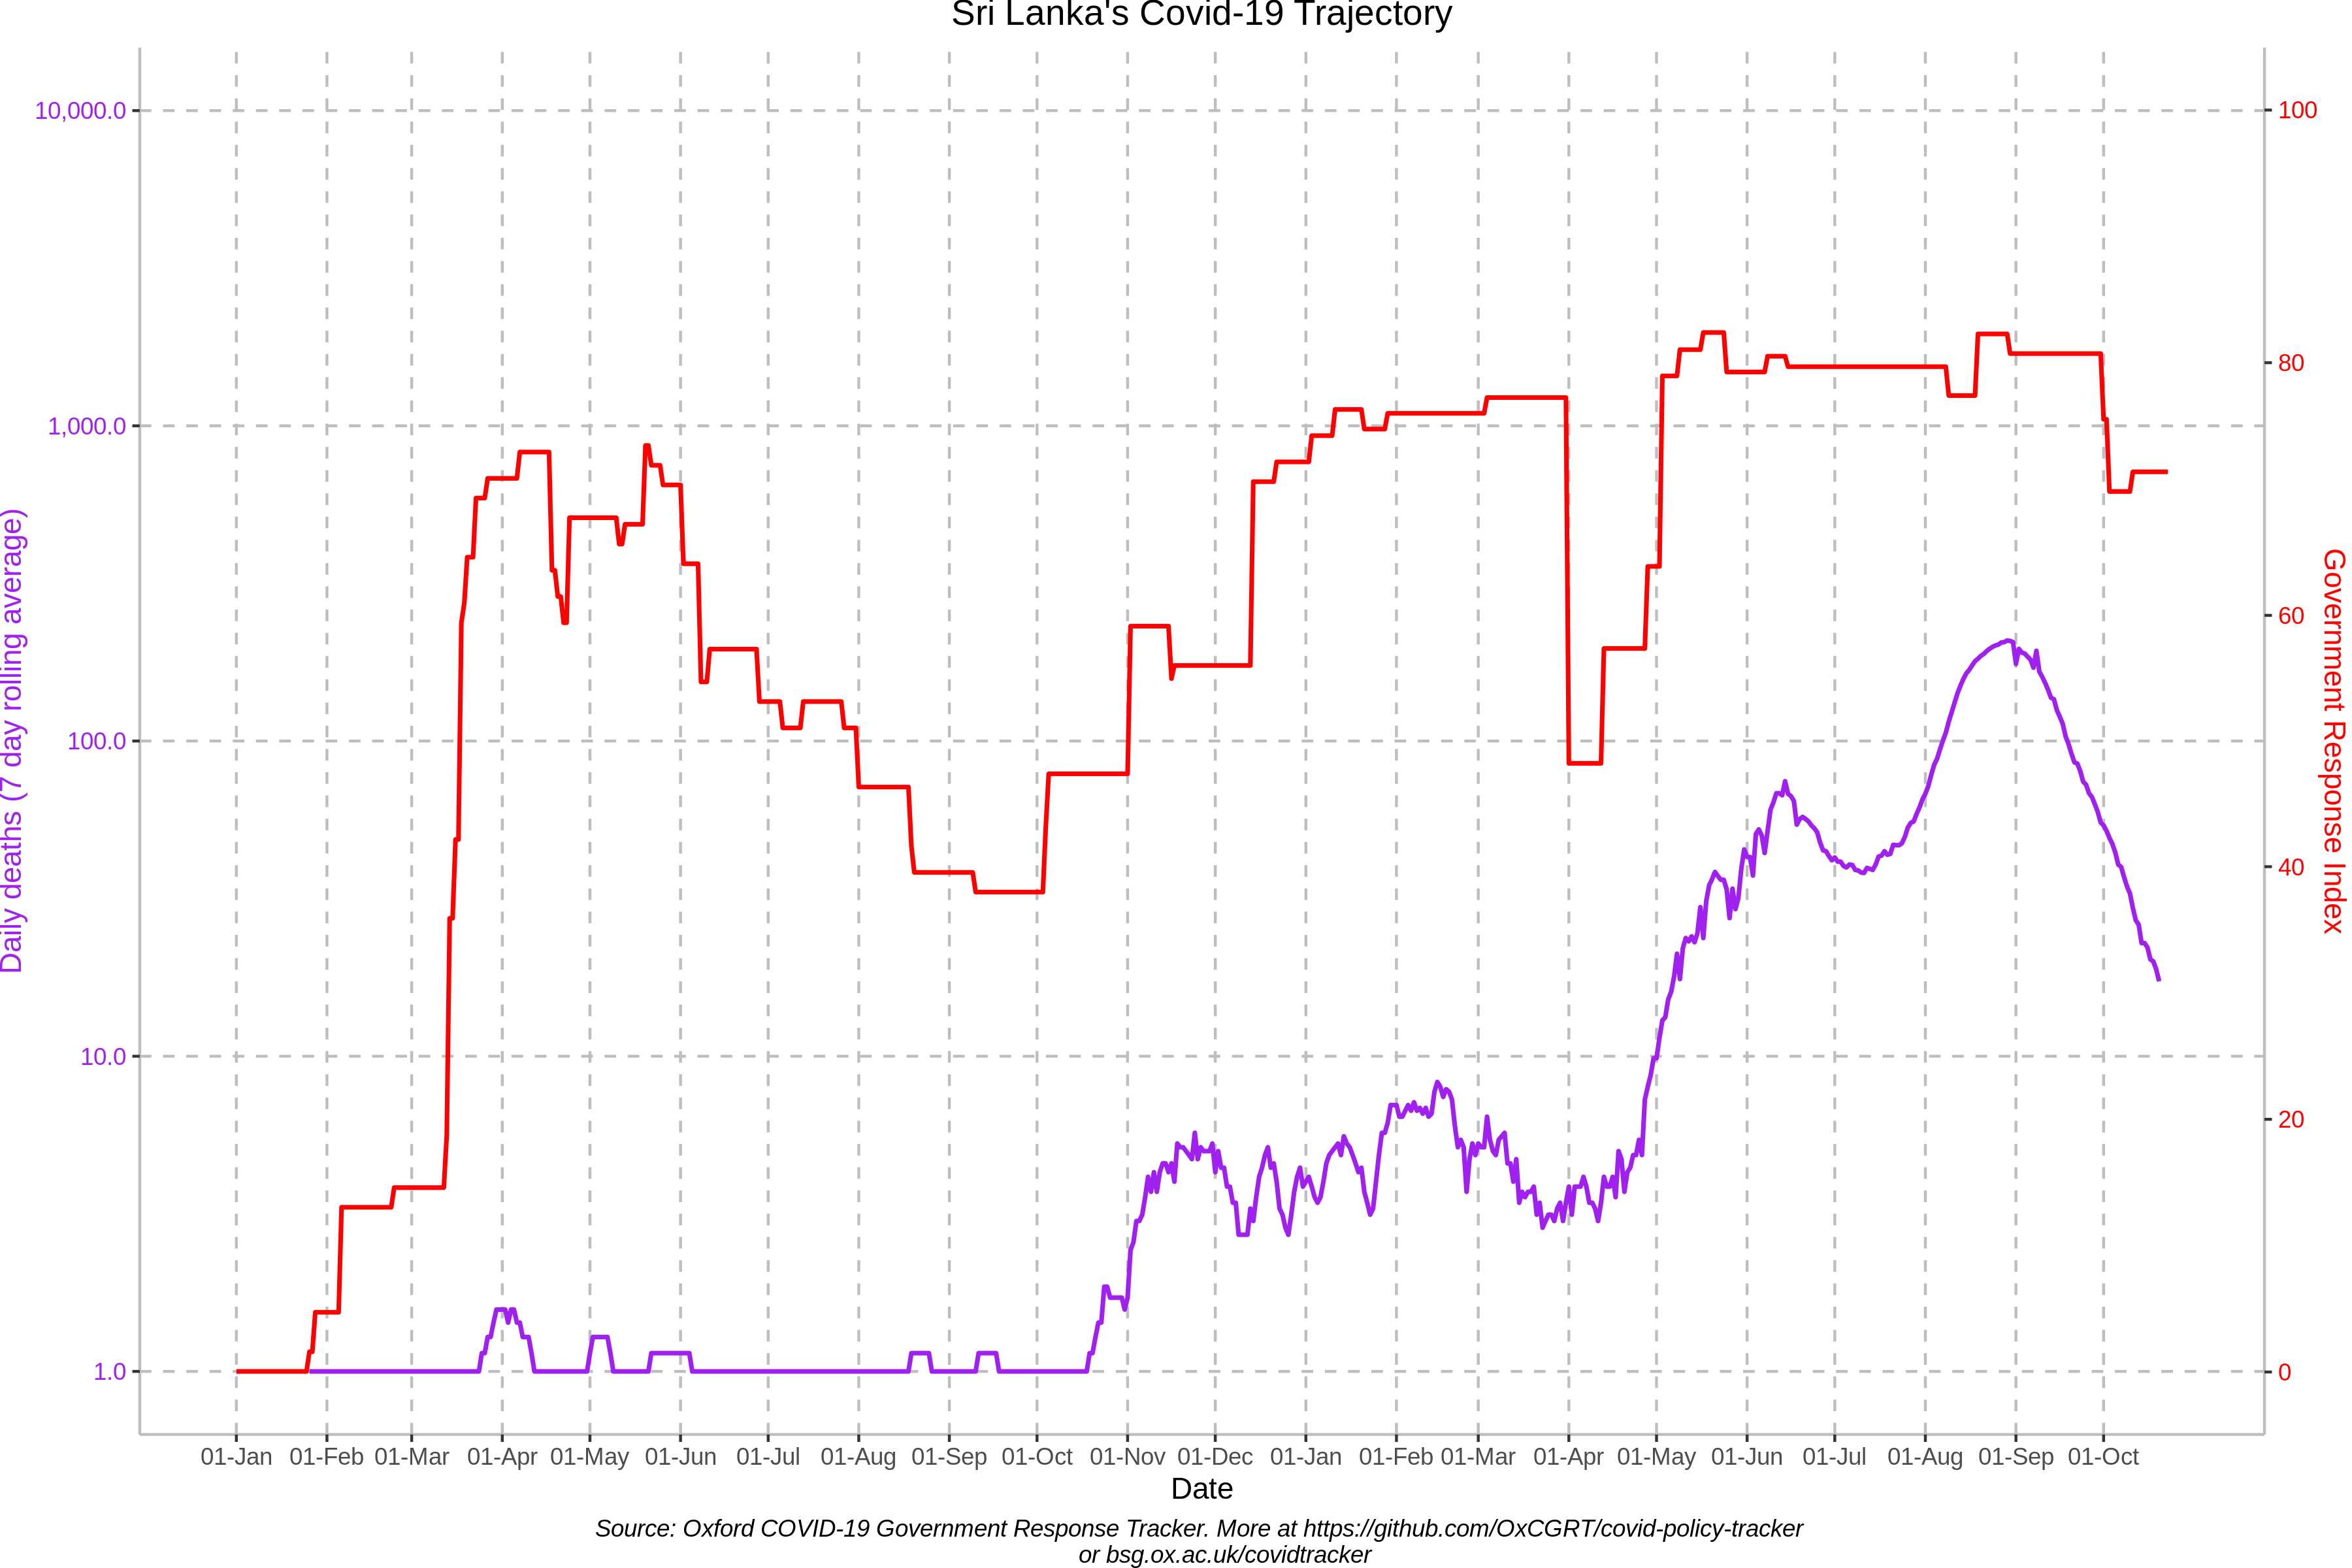 Sri Lanka's Covid-19 Trajectory
10,000.0
1,000.0
100.0
10.0
1.0
Daily deaths (7 day rolling average)
100
80
60
40
20
0
Government Response Index
01-Jan 01-Feb 01-Mar 01-Apr 01-May 01-Jun 01-Jul 01-Aug 01-Sep 01-Oct 01-Nov 01-Dec 01-Jan 01-Feb 01-Mar 01-Apr 01-May 01-Jun 01-Jul 01-Aug 01-Sep 01-Oct
Date
Source: Oxford COVID-19 Government Response Tracker. More at https://github.com/OxCGRT/covid-policy-tracker
or bsg.ox.ac.uk/covidtracker